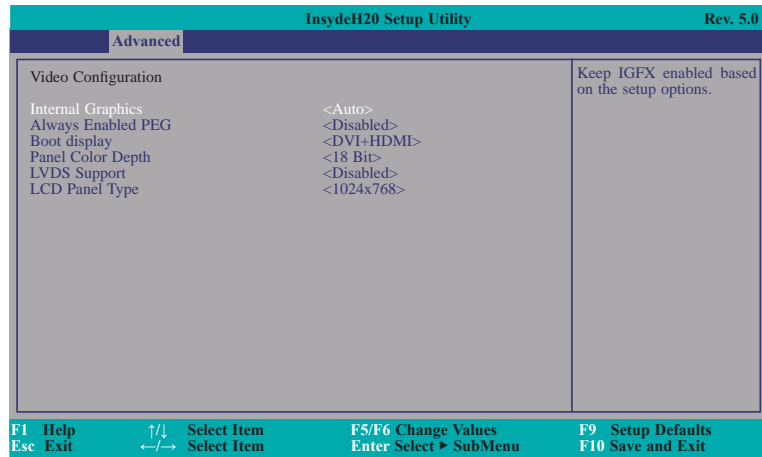 InsydeH20 Setup Utility Rev. 5.0
Advanced
Video Configuration
Internal Graphics <Auto>
Always Enabled PEG <Disabled>
Boot display <DVI+HDMI>
Panel Color Depth <18 Bit>
LVDS Support <Disabled>
LCD Panel Type <1024x768>
Keep IGFX enabled based
on the setup options.
F1 Help ↑/↓ Select Item F5/F6 Change Values F9 Setup Defaults
Esc Exit ←/→ Select Item Enter Select ► SubMenu F10 Save and Exit